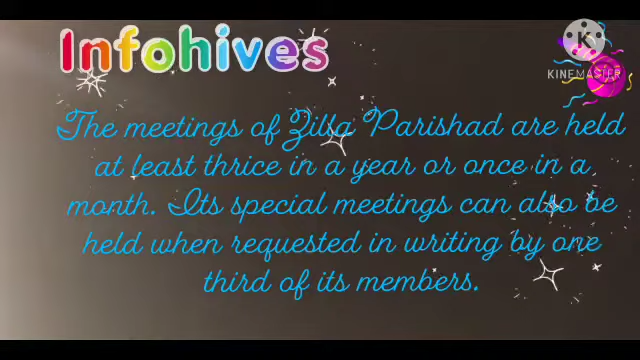 Infohives
K
KINEMASTER
The meetings of Zilla Parishad are held
at least thrice in a year or once in a
month. Its special meetings can also be
held when requested in writing by one
third of its members.